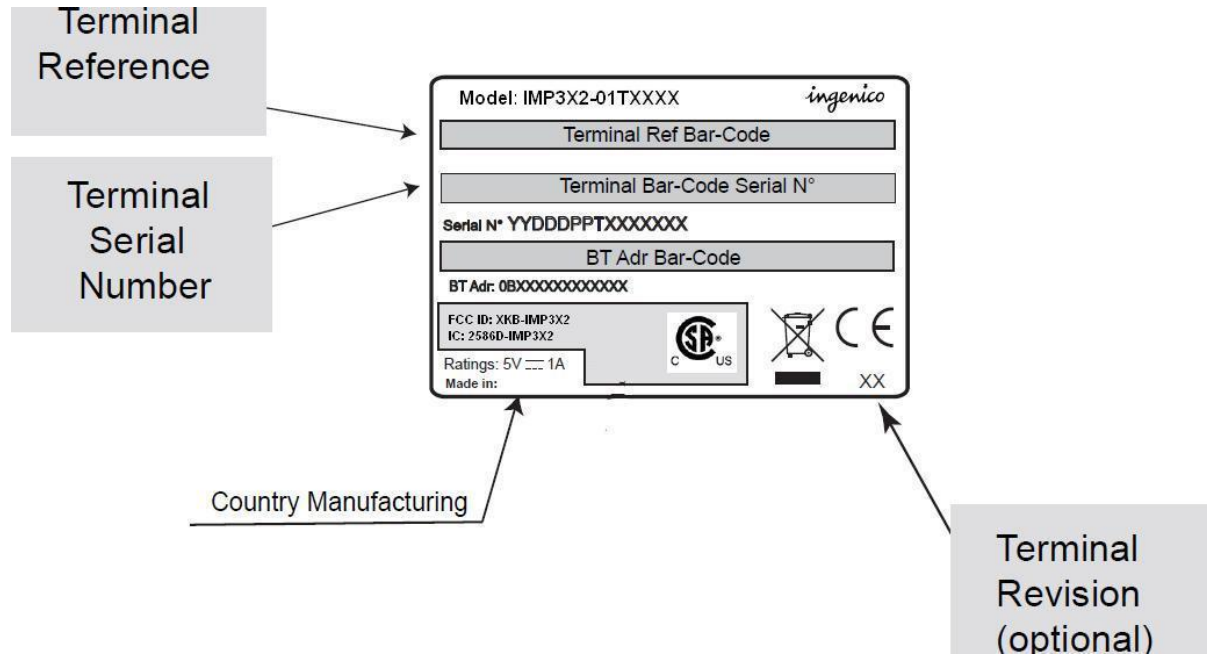 Terminal
Reference
Model: IMP3X2-01TXXXX
ingenico
Terminal Ref Bar-Code
Terminal
Serial
Number
Terminal Bar-Code Serial N°
Serial N° YYDDDPPTXXXXXXX
BT Adr Bar-Code
BT Adr: 0BXXXXXXXXXXXX
FCC ID: XKB-IMP3X2
IC: 2586D-IMP3X2
SA
C US
CE
Ratings: 5V 1A
Made in:
XX
Country Manufacturing
Terminal
Revision
(optional)